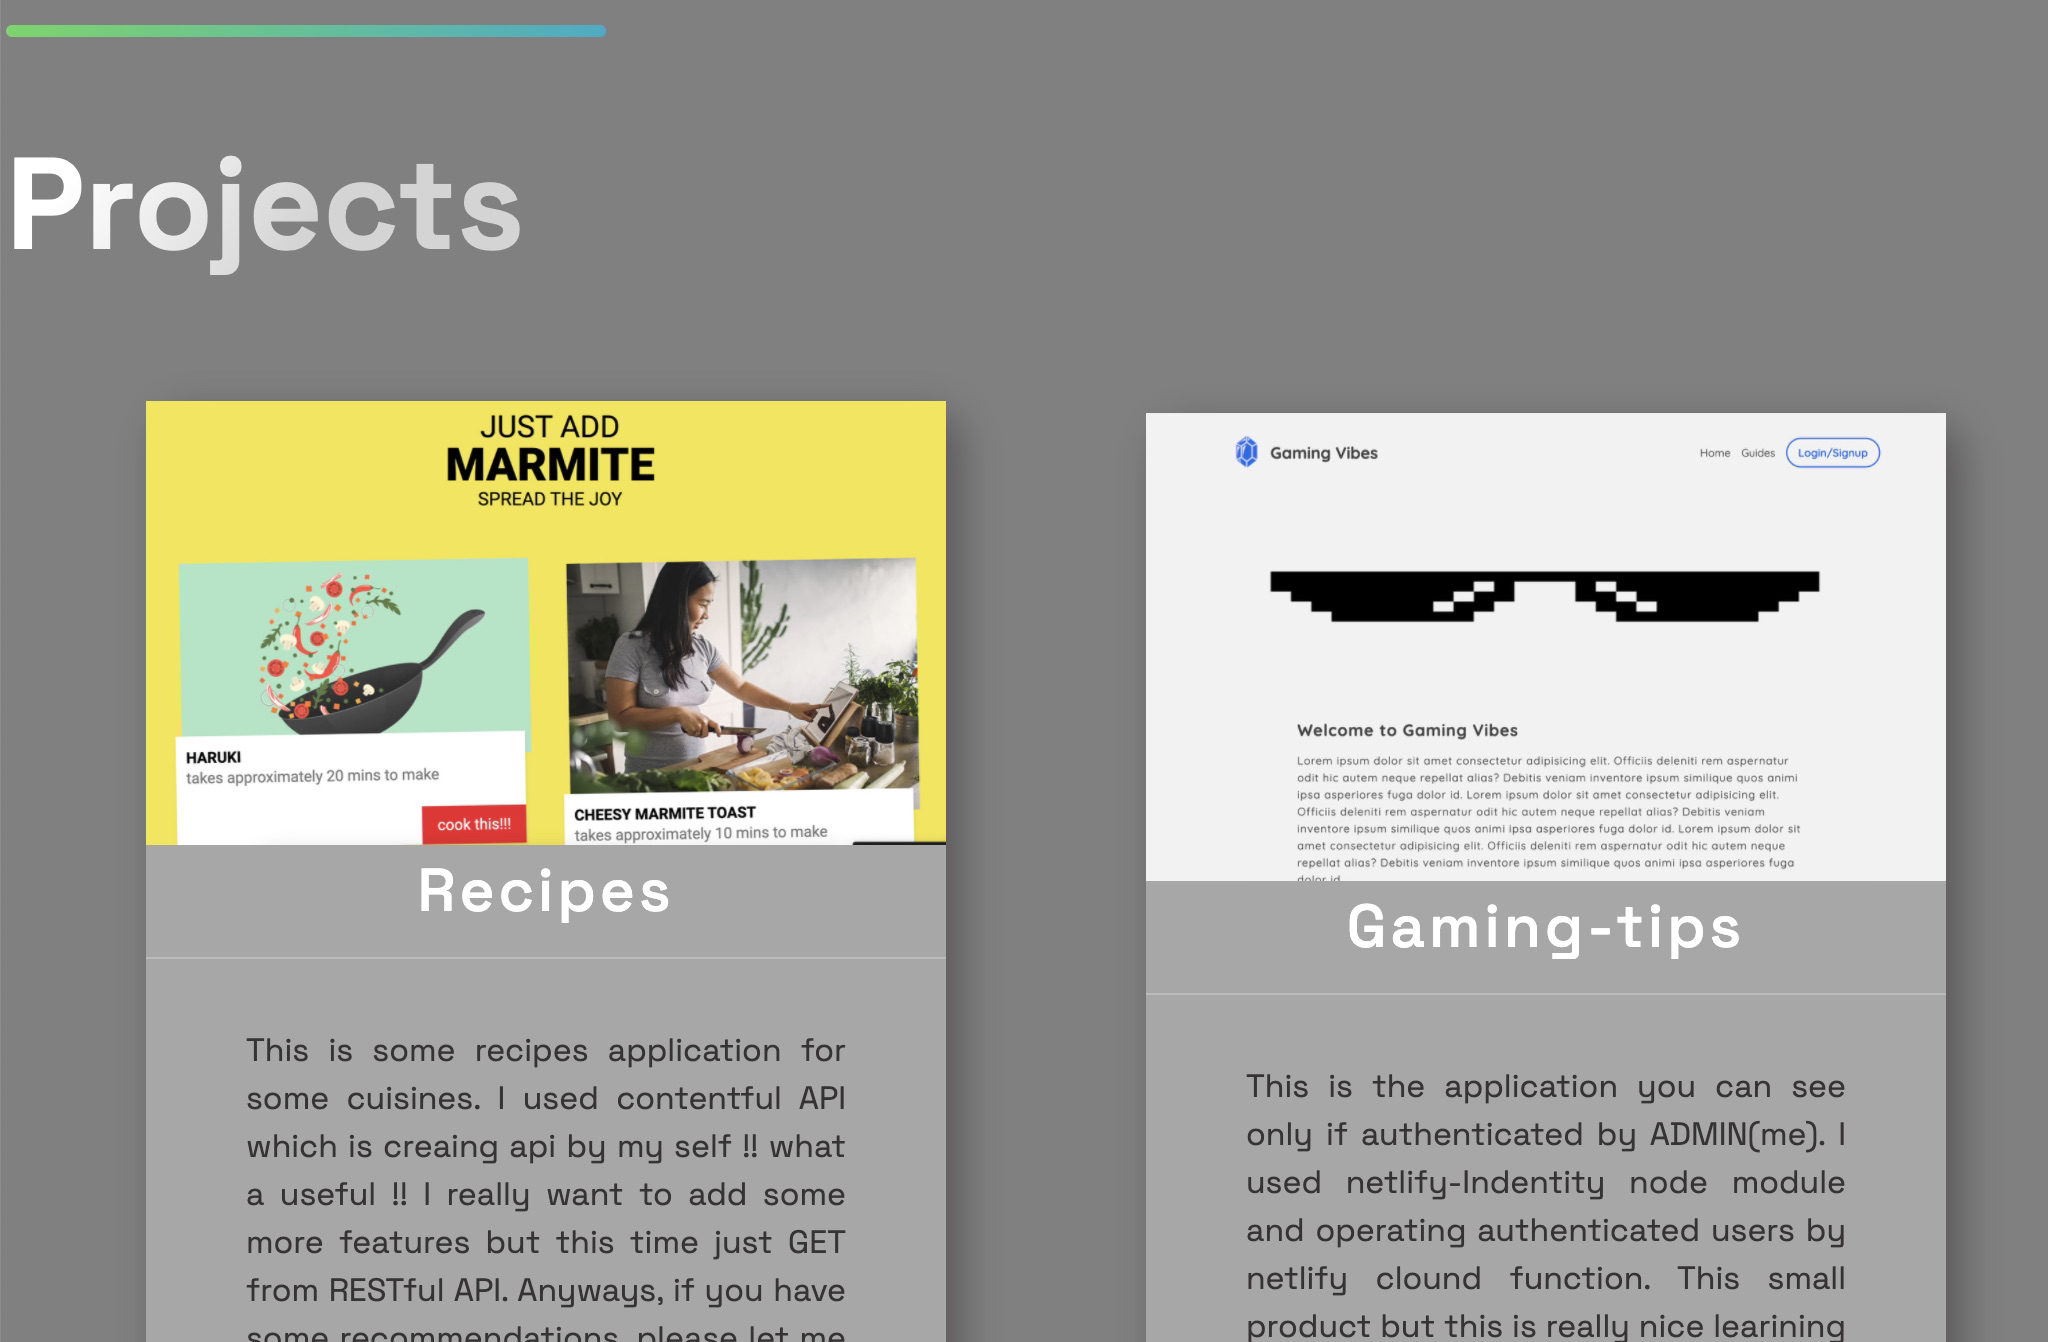 Projects
JUST ADD
MARMITE
SPREAD THE JOY
HARUKI
takes approximately 20 mins to make
cook this!!!
CHEESY MARMITE TOAST
takes approximately 10 mins to make
Recipes
This is some recipes application for
some cuisines. I used contentful API
which is creaing api by my self !! what
a useful !! I really want to add some
more features but this time just GET
from RESTful API. Anyways, if you have
some recommendations, please let me
Gaming Vibes
Home Guides Login/Signup
Welcome to Gaming Vibes
Lorem ipsum dolor sit amet consectetur adipisicing elit. Officiis deleniti rem aspernatur
odit hic autem neque repellat alias? Debitis veniam inventore ipsum similique quos animi
ipsa asperiores fuga dolor id. Lorem ipsum dolor sit amet consectetur adipisicing elit.
Officiis deleniti rem aspernatur odit hic autem neque repellat alias? Debitis veniam
inventore ipsum similique quos animi ipsa asperiores fuga dolor id. Lorem ipsum dolor sit
amet consectetur adipisicing elit. Officiis deleniti rem aspernatur odit hic autem neque
repellat alias? Debitis veniam inventore ipsum similique quos animi ipsa asperiores fuga
dolor id.
Gaming-tips
This is the application you can see
only if authenticated by ADMIN(me). I
used netlify-Indentity node module
and operating authenticated users by
netlify clound function. This small
product but this is really nice learining